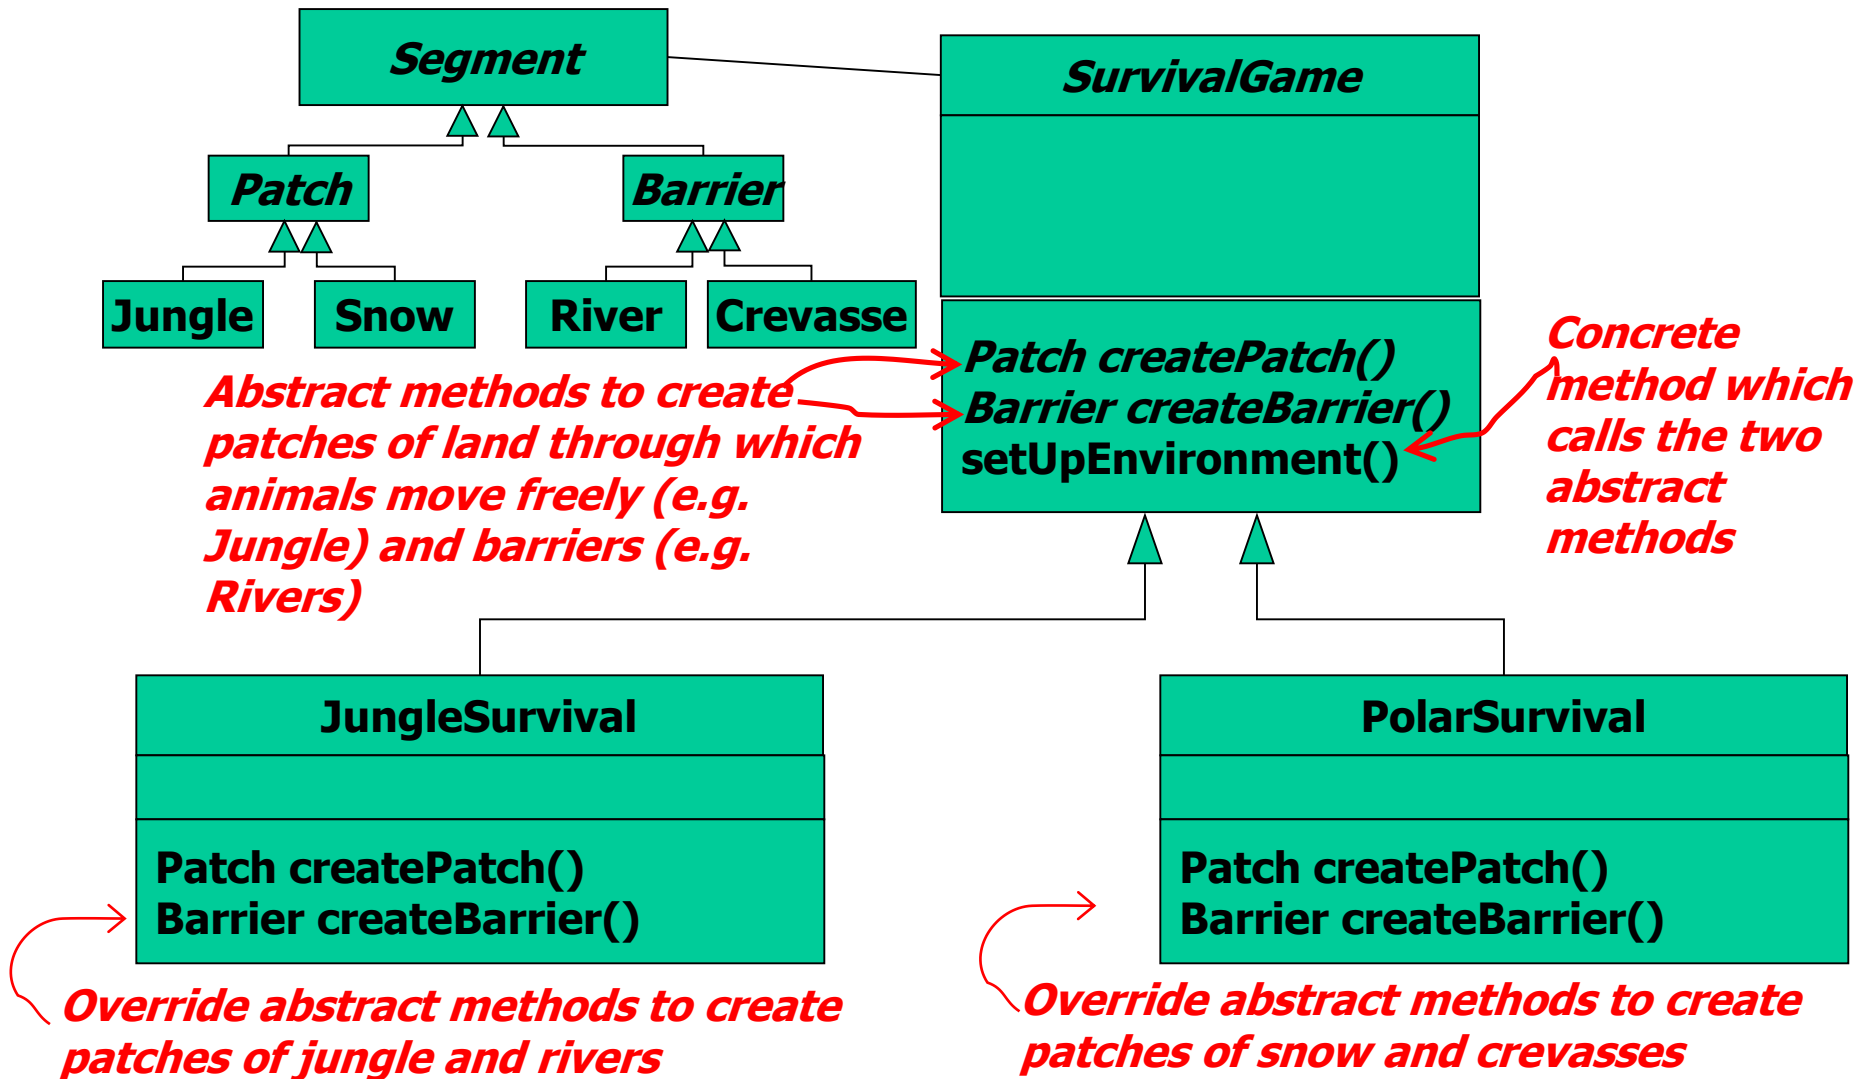 Segment
SurvivalGame
Patch
Barrier
Jungle
Snow
River
Crevasse
Patch createPatch()
Barrier createBarrier()
setUpEnvironment()
Concrete
method which
calls the two
abstract
methods
Abstract methods to create
patches of land through which
animals move freely (e.g.
Jungle) and barriers (e.g.
Rivers)
JungleSurvival
Patch createPatch()
Barrier createBarrier()
PolarSurvival
Patch createPatch()
Barrier createBarrier()
Override abstract methods to create
patches of jungle and rivers
Override abstract methods to create
patches of snow and crevasses